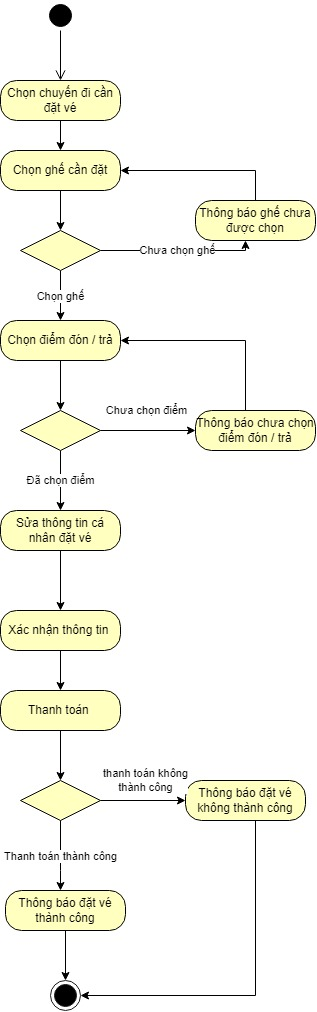 Chọn chuyến đi cần
đặt vé
Chọn ghế cần đặt
Thông báo ghế chưa
được chọn
Chưa chọn ghế
Chọn ghế
Chọn điểm đón / trả
Chưa chọn điểm
Thông báo chưa chọn
điểm đón / trả
Đã chọn điểm
Sửa thông tin cá
nhân đặt vé
Xác nhận thông tin
Thanh toán
thanh toán không
thành công
Thông báo đặt vé
không thành công
Thanh toán thành công
Thông báo đặt vé
thành công